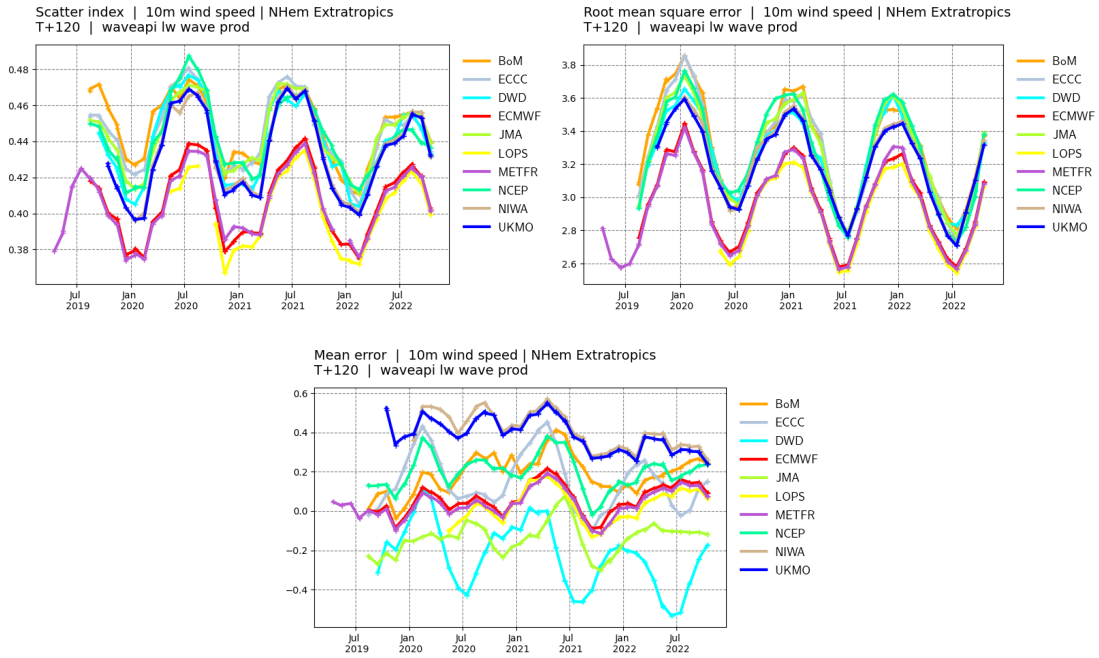 Scatter index | 10m wind speed | NHem Extratropics
T+120 | waveapi lw wave prod
0.48
0.46
0.44
0.42
0.40
0.38
Jul 2019
Jan 2020
Jul 2020
Jan 2021
Jul 2021
Jan 2022
Jul 2022
BoM
ECCC
DWD
ECMWF
JMA
LOPS
METFR
NCEP
NIWA
UKMO
Root mean square error | 10m wind speed | NHem Extratropics
T+120 | waveapi lw wave prod
3.8
3.6
3.4
3.2
3.0
2.8
2.6
Jul 2019
Jan 2020
Jul 2020
Jan 2021
Jul 2021
Jan 2022
Jul 2022
BoM
ECCC
DWD
ECMWF
JMA
LOPS
METFR
NCEP
NIWA
UKMO
Mean error | 10m wind speed | NHem Extratropics
T+120 | waveapi lw wave prod
0.6
0.4
0.2
0.0
−0.2
−0.4
Jul 2019
Jan 2020
Jul 2020
Jan 2021
Jul 2021
Jan 2022
Jul 2022
BoM
ECCC
DWD
ECMWF
JMA
LOPS
METFR
NCEP
NIWA
UKMO